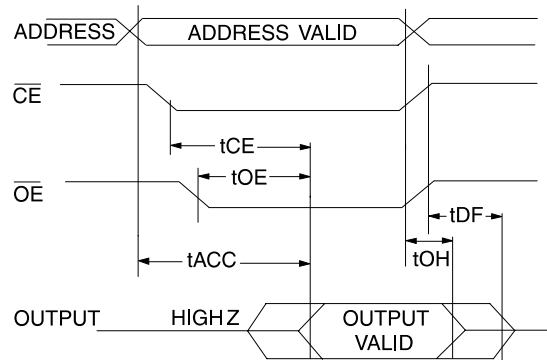 ADDRESS ADDRESS VALID
CE
tCE
tOE
OE
tDF
tACC
tOH
OUTPUT HIGH Z OUTPUT
VALID